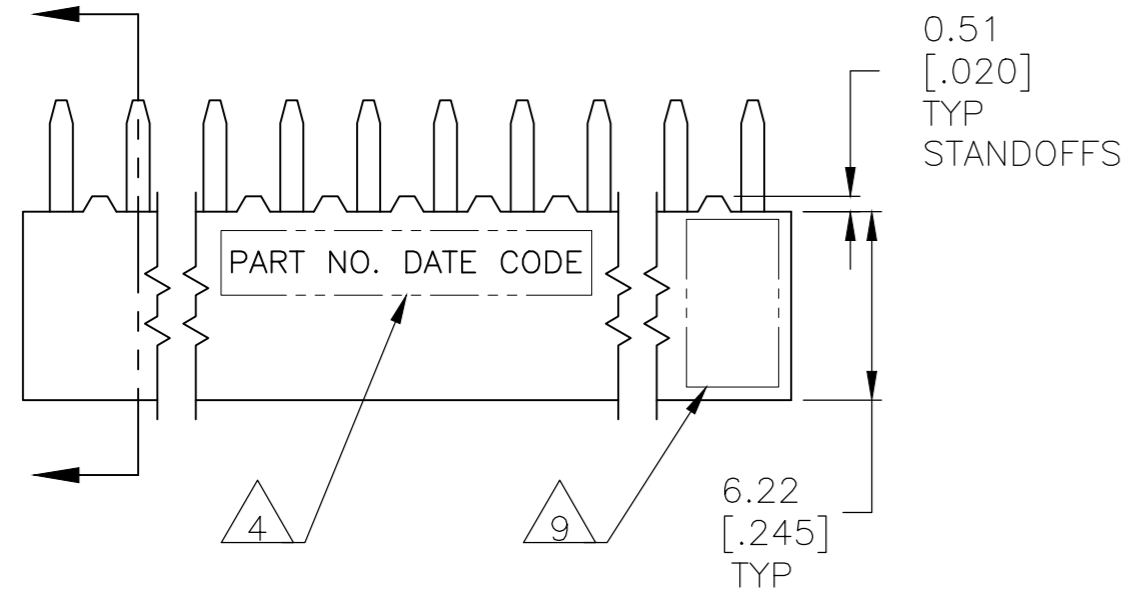 0.51
[.020]
TYP
STANDOFFS
PART NO. DATE CODE
4
9
6.22
[.245]
TYP